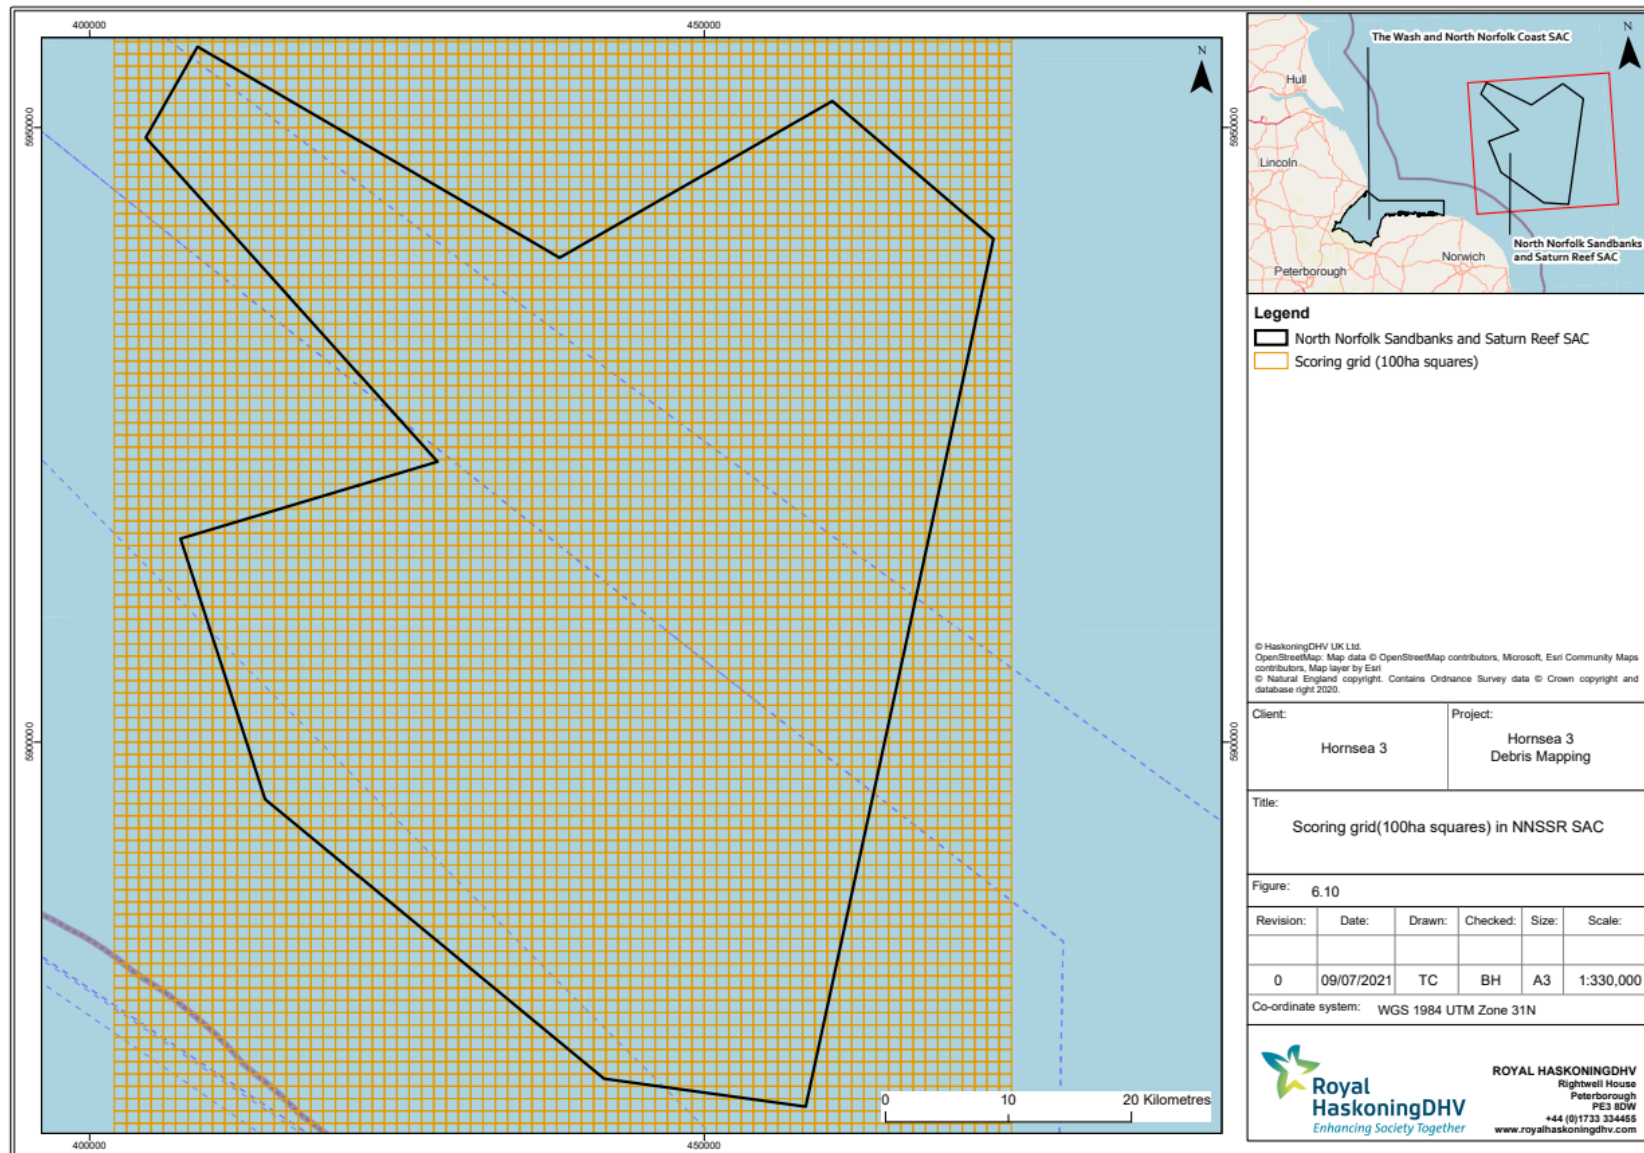 400000
450000
5950000
5950000
N
5900000
5900000
0
10
20 Kilometres
400000
450000
The Wash and North Norfolk Coast SAC
N
Hull
Lincoln
Norwich
Peterborough
North Norfolk Sandbanks
and Saturn Reef SAC
Legend
North Norfolk Sandbanks and Saturn Reef SAC
Scoring grid (100ha squares)
© HaskoningDHV UK Ltd.
OpenStreetMap: Map data © OpenStreetMap contributors, Microsoft, Esri Community Maps
contributors, Map layer by Esri
© Natural England copyright. Contains Ordnance Survey data © Crown copyright and
database right 2020.
Client:
Project:
Hornsea 3
Hornsea 3
Debris Mapping
Title:
Scoring grid(100ha squares) in NNSSR SAC
Figure: 6.10
Revision: Date: Drawn: Checked: Size: Scale:
0 09/07/2021 TC BH A3 1:330,000
Co-ordinate system: WGS 1984 UTM Zone 31N
Royal
HaskoningDHV
Enhancing Society Together
ROYAL HASKONINGDHV
Rightwell House
Peterborough
PE3 8DW
+44 (0)1733 334455
www.royalhaskoningdhv.com